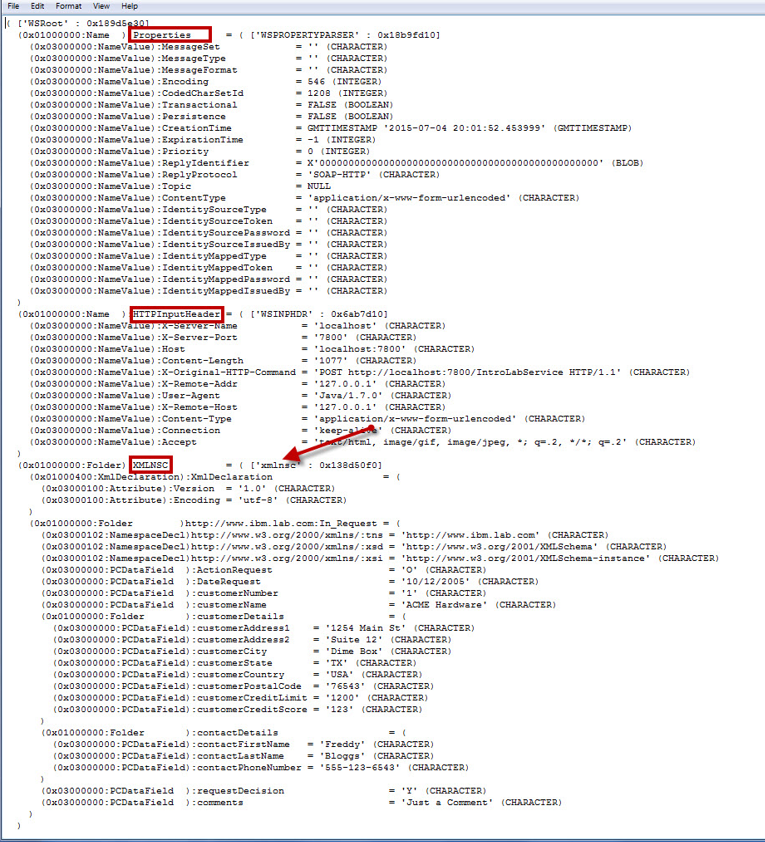 File Edit Format View Help
( ['WSRoot' : 0x189d5e30]
(0x01000000:Name ):Properties = ( ['WSPROPERTYPARSER' : 0x18b9fd10]
(0x03000000:NameValue):MessageSet = '' (CHARACTER)
(0x03000000:NameValue):MessageType = '' (CHARACTER)
(0x03000000:NameValue):MessageFormat = '' (CHARACTER)
(0x03000000:NameValue):Encoding = 546 (INTEGER)
(0x03000000:NameValue):CodedCharSetId = 1208 (INTEGER)
(0x03000000:NameValue):Transactional = FALSE (BOOLEAN)
(0x03000000:NameValue):Persistence = FALSE (BOOLEAN)
(0x03000000:NameValue):CreationTime = GMTTIMESTAMP '2015-07-04 20:01:52.453999' (GMTTIMESTAMP)
(0x03000000:NameValue):ExpirationTime = -1 (INTEGER)
(0x03000000:NameValue):Priority = 0 (INTEGER)
(0x03000000:NameValue):ReplyIdentifier = X'000000000000000000000000000000000000000000000000' (BLOB)
(0x03000000:NameValue):ReplyProtocol = 'SOAP-HTTP' (CHARACTER)
(0x03000000:NameValue):Topic = NULL
(0x03000000:NameValue):ContentType = 'application/x-www-form-urlencoded' (CHARACTER)
(0x03000000:NameValue):IdentitySourceType = '' (CHARACTER)
(0x03000000:NameValue):IdentitySourceToken = '' (CHARACTER)
(0x03000000:NameValue):IdentitySourcePassword = '' (CHARACTER)
(0x03000000:NameValue):IdentitySourceIssuedBy = '' (CHARACTER)
(0x03000000:NameValue):IdentityMappedType = '' (CHARACTER)
(0x03000000:NameValue):IdentityMappedToken = '' (CHARACTER)
(0x03000000:NameValue):IdentityMappedPassword = '' (CHARACTER)
(0x03000000:NameValue):IdentityMappedIssuedBy = '' (CHARACTER)
)
(0x01000000:Name ):HTTPInputHeader = ( ['WSINPHDR' : 0x6ab7d10]
(0x03000000:NameValue):X-Server-Name = 'localhost' (CHARACTER)
(0x03000000:NameValue):X-Server-Port = '7800' (CHARACTER)
(0x03000000:NameValue):Host = 'localhost:7800' (CHARACTER)
(0x03000000:NameValue):Content-Length = '1077' (CHARACTER)
(0x03000000:NameValue):X-Original-HTTP-Command = 'POST http://localhost:7800/IntroLabService HTTP/1.1' (CHARACTER)
(0x03000000:NameValue):X-Remote-Addr = '127.0.0.1' (CHARACTER)
(0x03000000:NameValue):User-Agent = 'Java/1.7.0' (CHARACTER)
(0x03000000:NameValue):X-Remote-Host = '127.0.0.1' (CHARACTER)
(0x03000000:NameValue):Content-Type = 'application/x-www-form-urlencoded' (CHARACTER)
(0x03000000:NameValue):Connection = 'keep-alive' (CHARACTER)
(0x03000000:NameValue):Accept = 'text/html, image/gif, image/jpeg, *; q=.2, */*; q=.2' (CHARACTER)
)
(0x01000000:Folder):XMLNSC = ( ['xmlnsc' : 0x138d50f0]
(0x01000400:XmlDeclaration):XmlDeclaration = (
(0x03000100:Attribute):Version = '1.0' (CHARACTER)
(0x03000100:Attribute):Encoding = 'utf-8' (CHARACTER)
)
(0x01000000:Folder )http://www.ibm.lab.com:In_Request = (
(0x03000102:NamespaceDecl)http://www.w3.org/2000/xmlns/:tns = 'http://www.ibm.lab.com' (CHARACTER)
(0x03000102:NamespaceDecl)http://www.w3.org/2000/xmlns/:xsd = 'http://www.w3.org/2001/XMLSchema' (CHARACTER)
(0x03000102:NamespaceDecl)http://www.w3.org/2000/xmlns/:xsi = 'http://www.w3.org/2001/XMLSchema-instance' (CHARACTER)
(0x03000000:PCDataField ):ActionRequest = 'O' (CHARACTER)
(0x03000000:PCDataField ):DateRequest = '10/12/2005' (CHARACTER)
(0x03000000:PCDataField ):customerNumber = '1' (CHARACTER)
(0x03000000:PCDataField ):customerName = 'ACME Hardware' (CHARACTER)
(0x01000000:Folder ):customerDetails = (
(0x03000000:PCDataField):customerAddress1 = '1254 Main St' (CHARACTER)
(0x03000000:PCDataField):customerAddress2 = 'Suite 12' (CHARACTER)
(0x03000000:PCDataField):customerCity = 'Dime Box' (CHARACTER)
(0x03000000:PCDataField):customerState = 'TX' (CHARACTER)
(0x03000000:PCDataField):customerCountry = 'USA' (CHARACTER)
(0x03000000:PCDataField):customerPostalCode = '76543' (CHARACTER)
(0x03000000:PCDataField):customerCreditLimit = '1200' (CHARACTER)
(0x03000000:PCDataField):customerCreditScore = '123' (CHARACTER)
)
(0x01000000:Folder ):contactDetails = (
(0x03000000:PCDataField):contactFirstName = 'Freddy' (CHARACTER)
(0x03000000:PCDataField):contactLastName = 'Bloggs' (CHARACTER)
(0x03000000:PCDataField):contactPhoneNumber = '555-123-6543' (CHARACTER)
)
(0x03000000:PCDataField ):requestDecision = 'Y' (CHARACTER)
(0x03000000:PCDataField ):comments = 'Just a Comment' (CHARACTER)
)
)